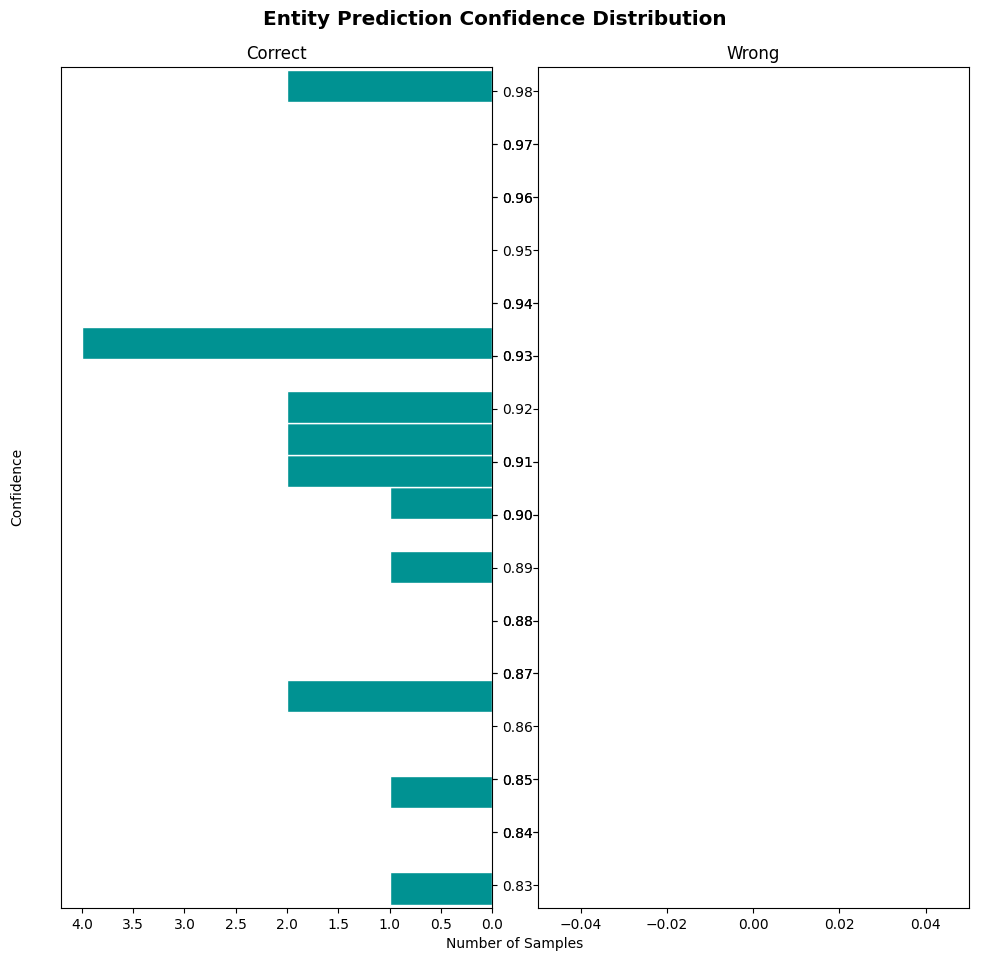 Entity Prediction Confidence Distribution
Correct
Wrong
0.98
0.97
0.96
0.95
0.94
0.93
0.92
0.91
0.90
0.89
0.88
0.87
0.86
0.85
0.84
0.83
Confidence
4.0 3.5 3.0 2.5 2.0 1.5 1.0 0.5 0.0
−0.04 −0.02 0.00 0.02 0.04
Number of Samples